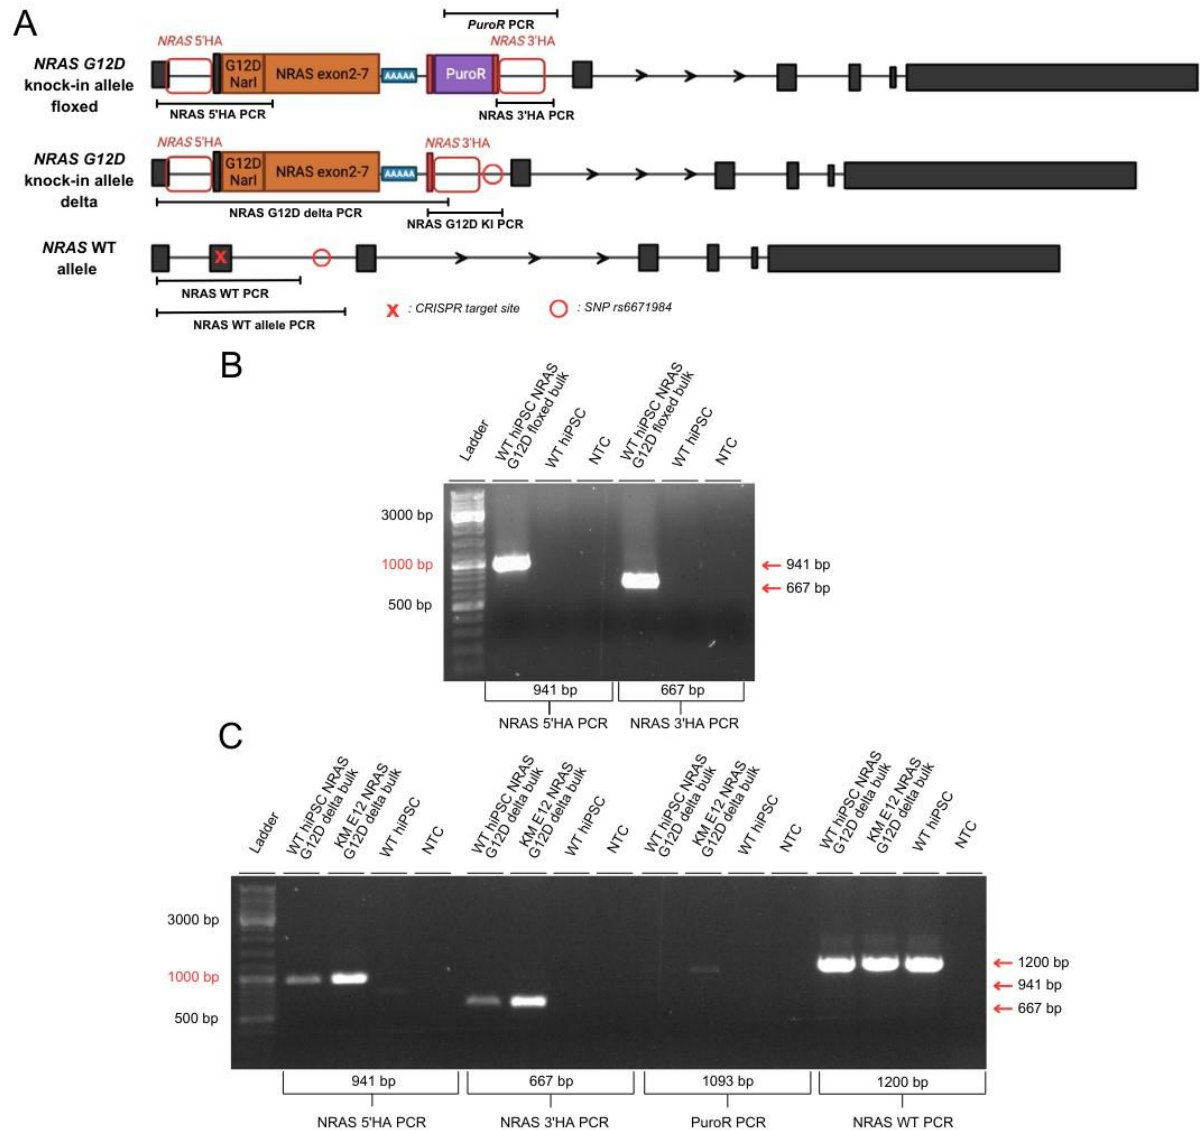 A
PuroR PCR
NRAS 5'HA
NRAS 3'HA
NRAS G12D
knock-in allele
floxed
G12D
NarI
NRAS exon2-7
AAAAA
PuroR
NRAS 5'HA PCR
NRAS 3'HA PCR
NRAS 5'HA
NRAS 3'HA
NRAS G12D
knock-in allele
delta
G12D
NarI
NRAS exon2-7
AAAAA
NRAS G12D delta PCR
NRAS G12D KI PCR
NRAS WT
allele
X
NRAS WT PCR
NRAS WT allele PCR
X : CRISPR target site
: SNP rs6671984
B
Ladder
WT hiPSC NRAS
G12D floxed bulk
WT hiPSC
NTC
WT hiPSC NRAS
G12D floxed bulk
WT hiPSC
NTC
3000 bp
1000 bp
500 bp
941 bp
667 bp
941 bp
667 bp
NRAS 5'HA PCR
NRAS 3'HA PCR
C
Ladder
WT hiPSC NRAS
G12D delta bulk
KM E12 NRAS
G12D delta bulk
WT hiPSC
NTC
WT hiPSC NRAS
G12D delta bulk
KM E12 NRAS
G12D delta bulk
WT hiPSC
NTC
WT hiPSC NRAS
G12D delta bulk
KM E12 NRAS
G12D delta bulk
WT hiPSC
NTC
WT hiPSC NRAS
G12D delta bulk
KM E12 NRAS
G12D delta bulk
WT hiPSC
NTC
3000 bp
1000 bp
500 bp
1200 bp
941 bp
667 bp
941 bp
667 bp
1093 bp
1200 bp
NRAS 5'HA PCR
NRAS 3'HA PCR
PuroR PCR
NRAS WT PCR